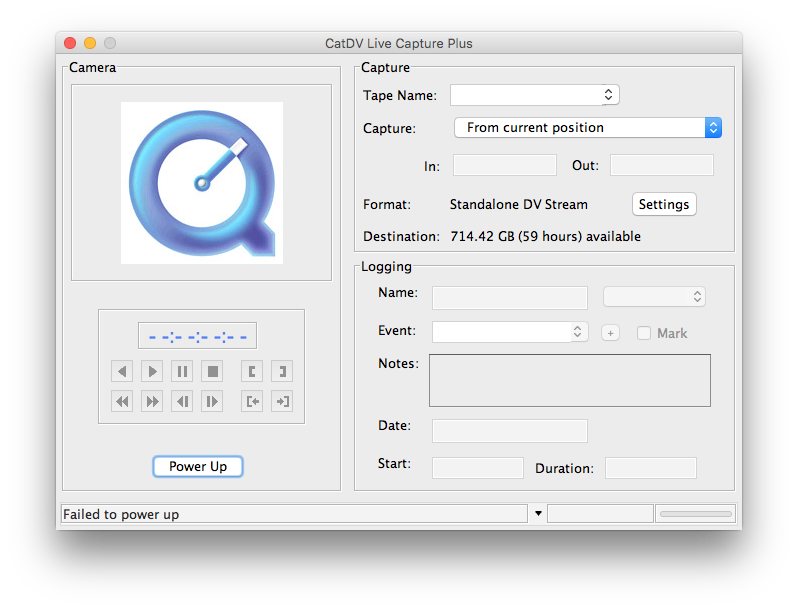 CatDV Live Capture Plus
Camera
- -:- -:- -:- -
Power Up
Capture
Tape Name:
Capture: From current position
In: Out:
Format: Standalone DV Stream Settings
Destination: 714.42 GB (59 hours) available
Logging
Name:
Event: + Mark
Notes:
Date:
Start: Duration:
Failed to power up